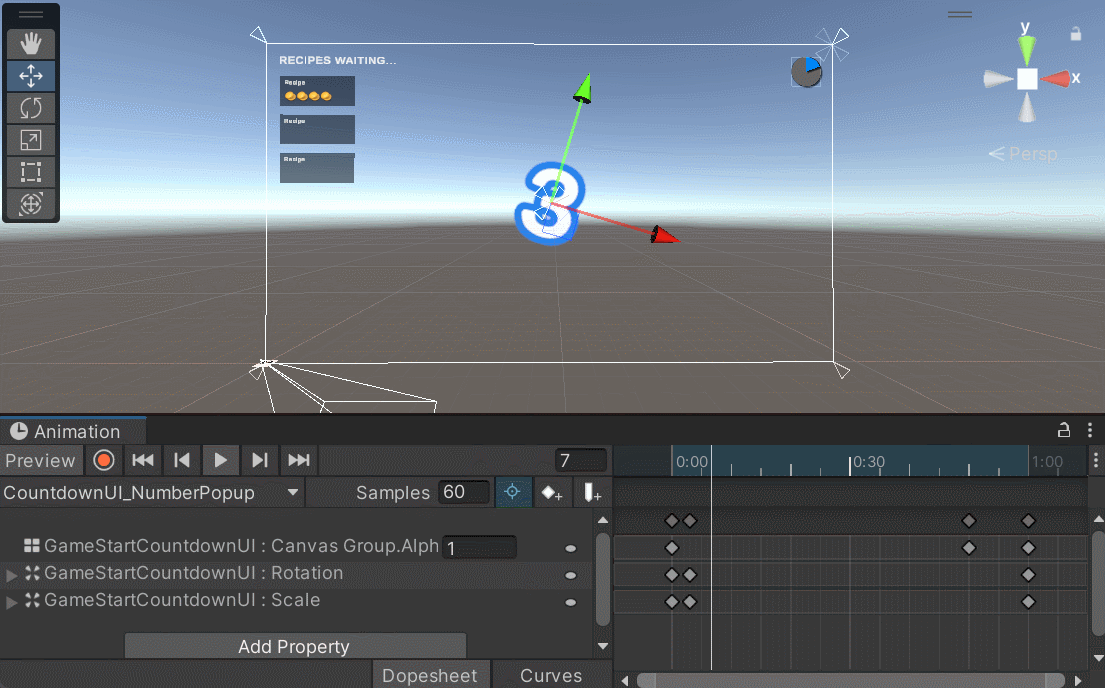 y
RECIPES WAITING...
Recipe
x
Recipe
Persp
Recipe
3
Animation
Preview
7
0:00
0:30
1:00
CountdownUI_NumberPopup
Samples 60
GameStartCountdownUI : Canvas Group.Alph 1
GameStartCountdownUI : Rotation
GameStartCountdownUI : Scale
Add Property
Dopesheet
Curves